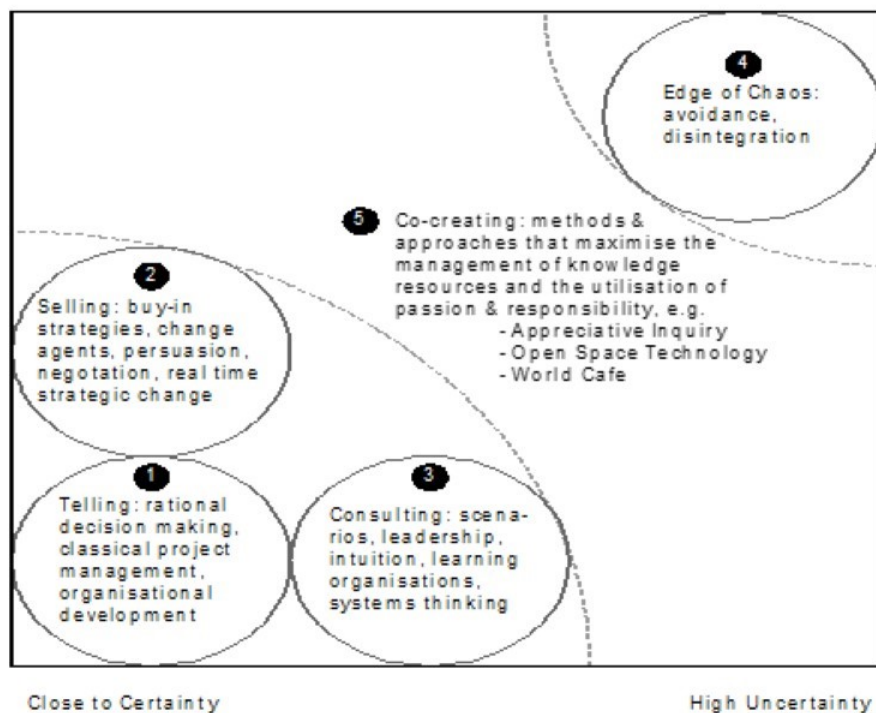 4
Edge of Chaos:
avoidance,
disintegration
5
Co-creating: methods &
approaches that maximise the
management of knowledge
resources and the utilisation of
passion & responsibility, e.g.
- Appreciative Inquiry
- Open Space Technology
- World Cafe
2
Selling: buy-in
strategies, change
agents, persuasion,
negotation, real time
strategic change
1
Telling: rational
decision making,
classical project
management,
organisational
development
3
Consulting: scena-
rios, leadership,
intuition, learning
organisations,
systems thinking
Close to Certainty
High Uncertainty